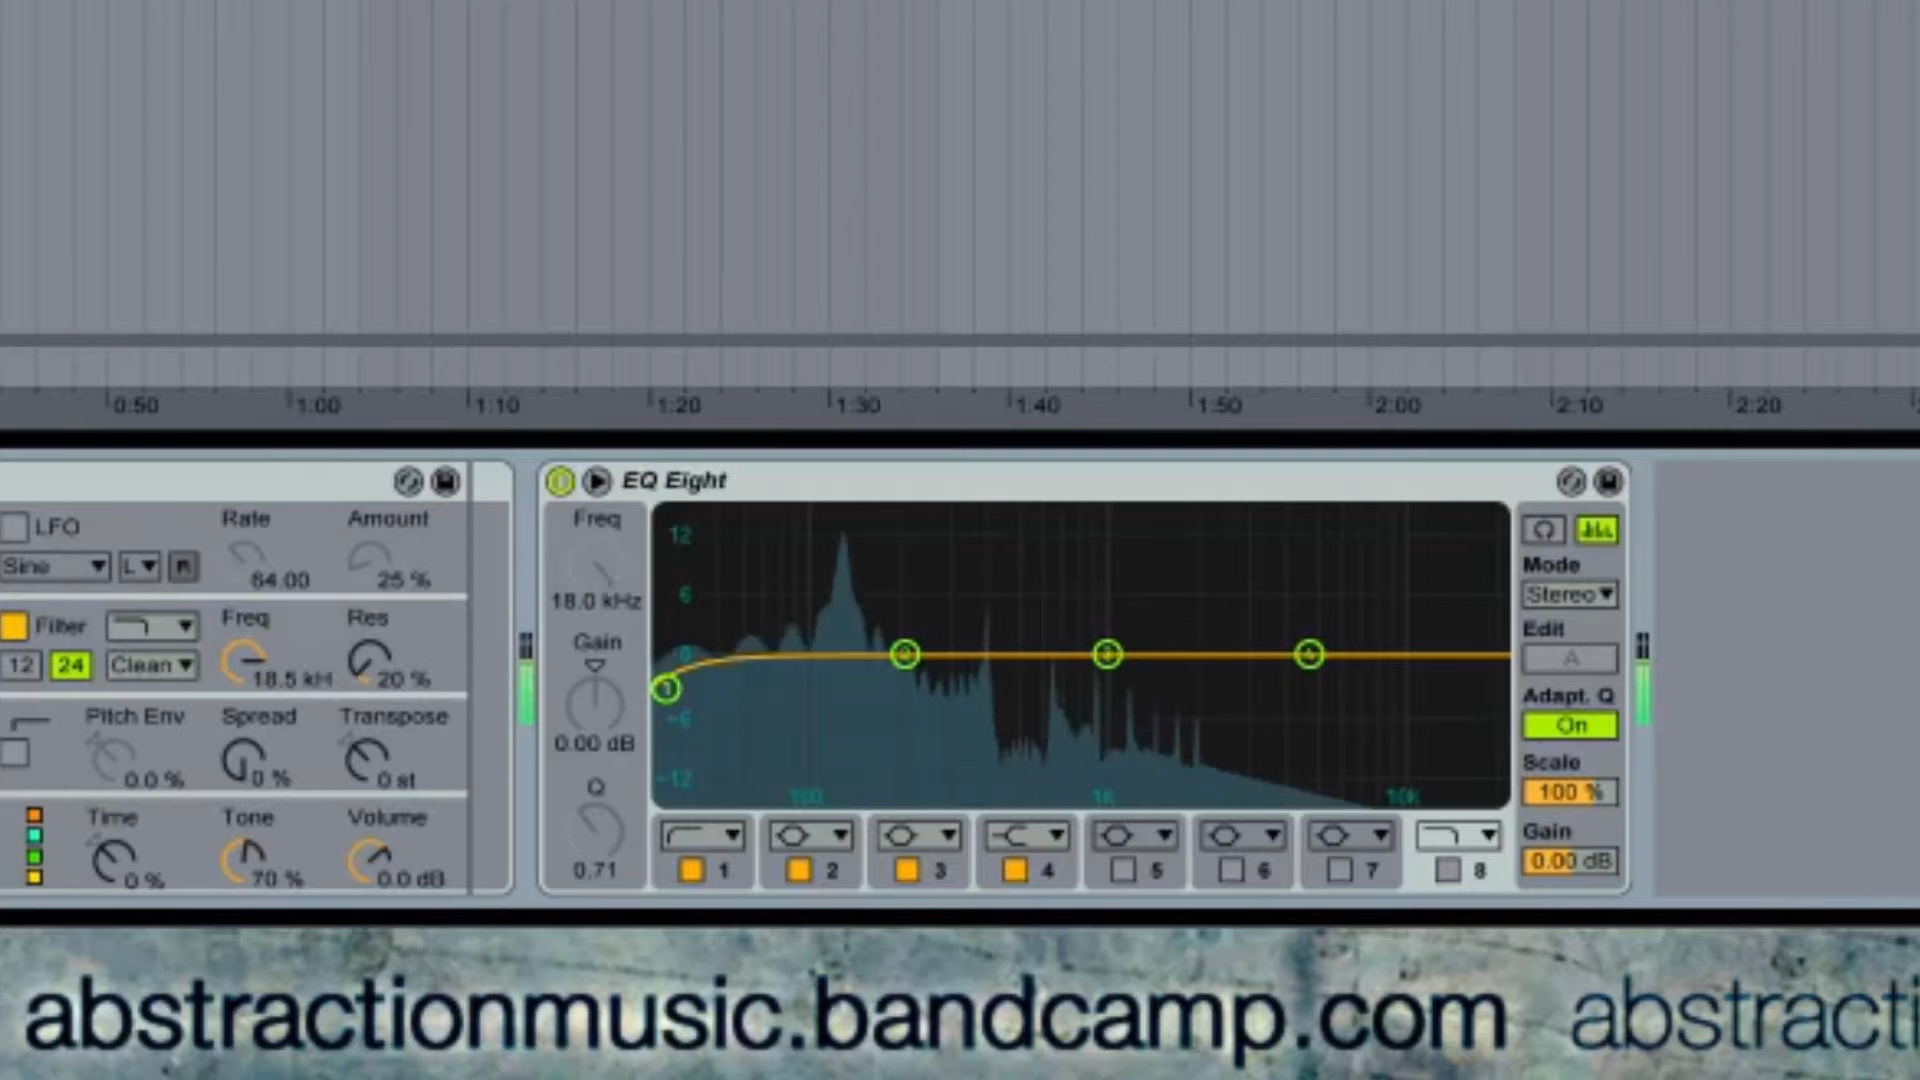 0:50 1:00 1:10 1:20 1:30 1:40 1:50 2:00 2:10 2:20
EQ Eight
LFO Rate Amount
Sine L R 64.00 25 %
Filter Freq Res
12 24 Clean 18.5 kH 20 %
Pitch Env Spread Transpose
0.0 % 0 % 0 st
Time Tone Volume
0 % 70 % 0.0 dB
Freq
18.0 kHz
Gain
0.00 dB
Q
0.71
12
6
0
-6
-12
100 1K 10K
1 2 3 4
1 2 3 4 5 6 7 8
Mode
Stereo
Edit
A
Adapt. Q
On
Scale
100 %
Gain
0.00 dB
abstractionmusic.bandcamp.com abstracti